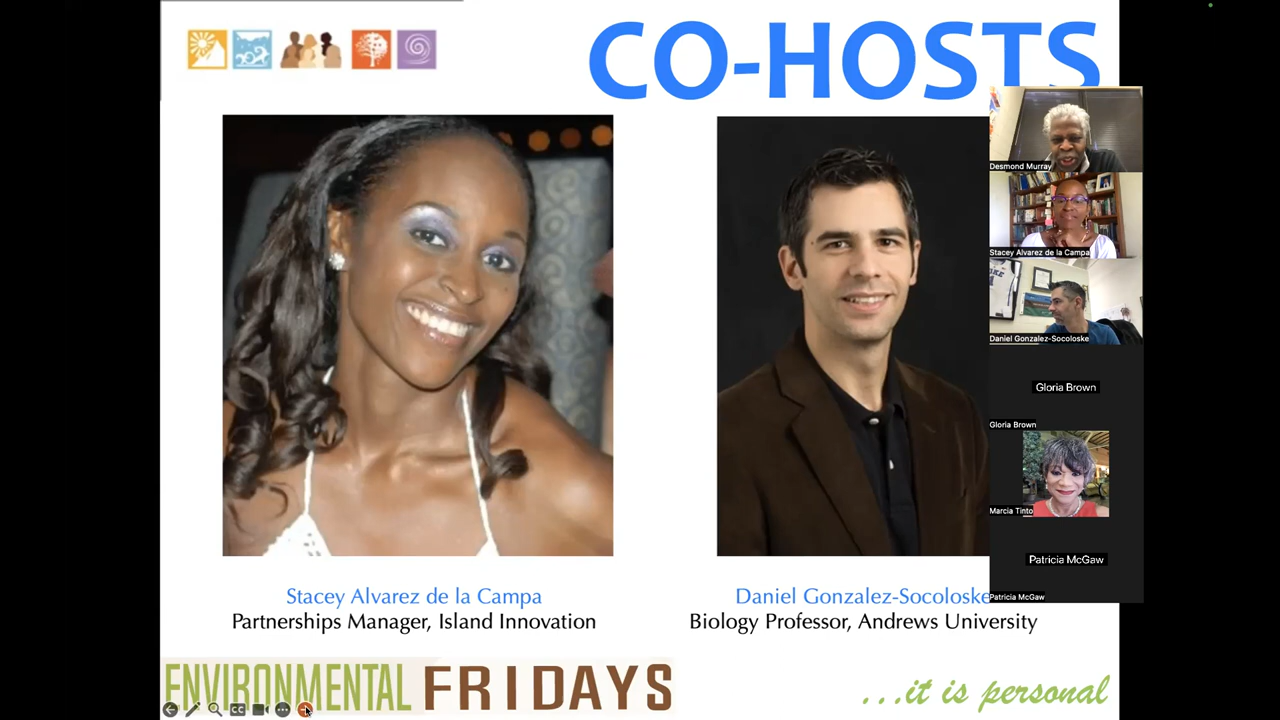 CO-HOSTS
Desmond Murray
Stacey Alvarez de la Campa
Daniel Gonzalez-Socoloske
Gloria Brown
Gloria Brown
Marcia Tinto
Patricia McGaw
Patricia McGaw
Stacey Alvarez de la Campa
Partnerships Manager, Island Innovation
Daniel Gonzalez-Socoloske
Biology Professor, Andrews University
ENVIRONMENTAL FRIDAYS
...it is personal